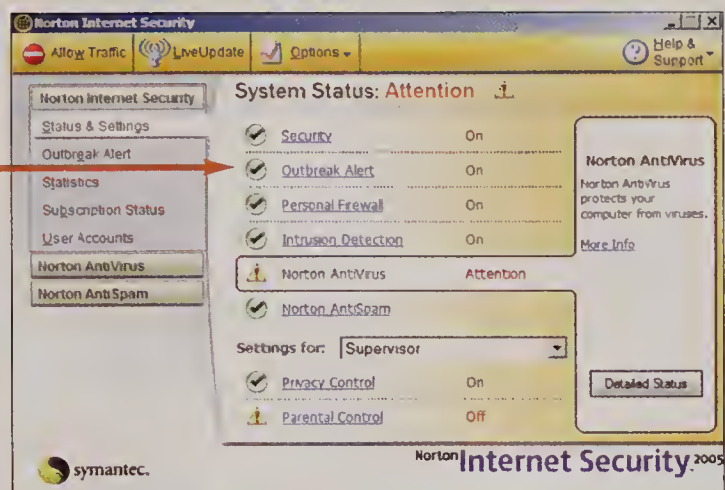 Norton Internet Security
Allow Traffic
LiveUpdate
Options
Help & Support
Norton Internet Security
Status & Settings
Outbreak Alert
Statistics
Subscription Status
User Accounts
Norton AntiVirus
Norton AntiSpam
System Status: Attention
Security On
Outbreak Alert On
Personal Firewall On
Intrusion Detection On
Norton AntiVirus Attention
Norton AntiSpam
Settings for: Supervisor
Privacy Control On
Parental Control Off
Norton AntiVirus
Norton AntiVirus
protects your
computer from viruses.
More Info
Detailed Status
symantec.
Norton Internet Security 2005